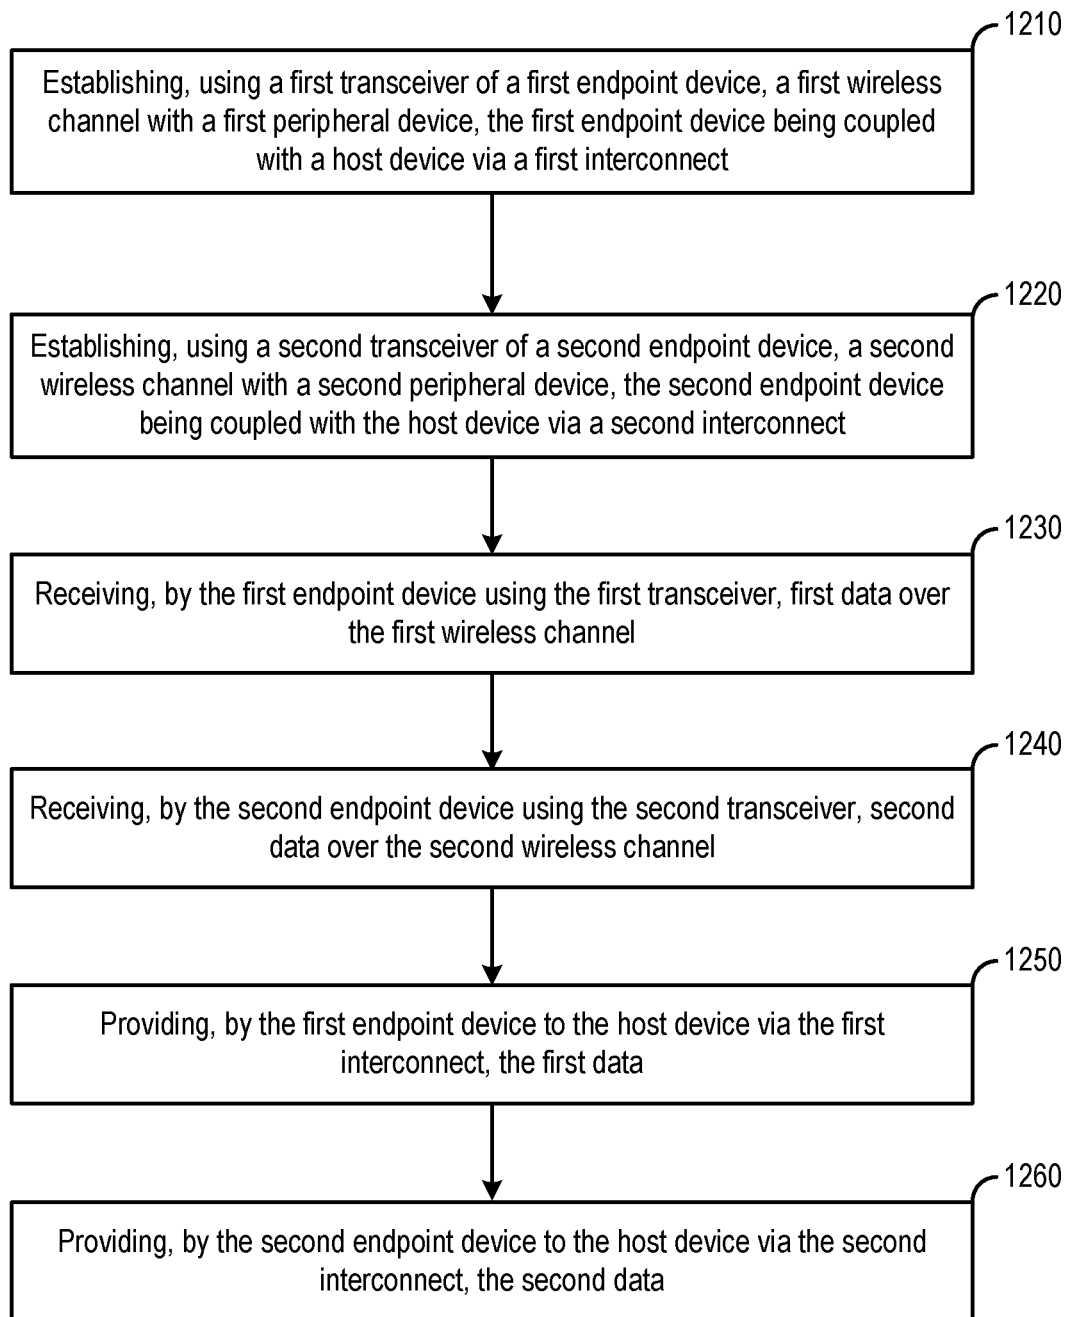 1210
Establishing, using a first transceiver of a first endpoint device, a first wireless
channel with a first peripheral device, the first endpoint device being coupled
with a host device via a first interconnect
1220
Establishing, using a second transceiver of a second endpoint device, a second
wireless channel with a second peripheral device, the second endpoint device
being coupled with the host device via a second interconnect
1230
Receiving, by the first endpoint device using the first transceiver, first data over
the first wireless channel
1240
Receiving, by the second endpoint device using the second transceiver, second
data over the second wireless channel
1250
Providing, by the first endpoint device to the host device via the first
interconnect, the first data
1260
Providing, by the second endpoint device to the host device via the second
interconnect, the second data